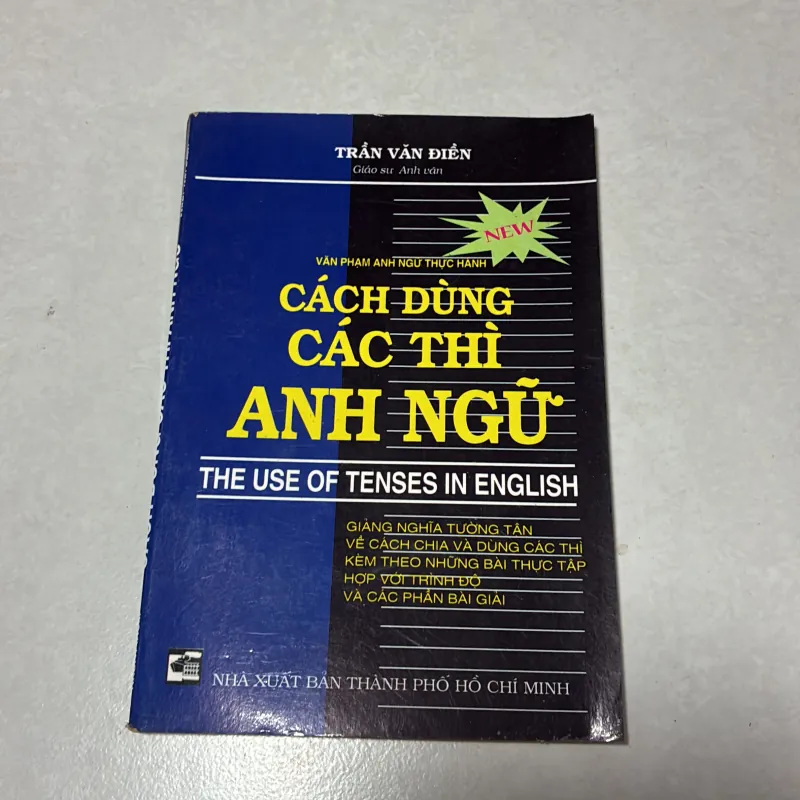 TRẦN VĂN ĐIỀN
Giáo sư Anh văn
NEW
VĂN PHẠM ANH NGỮ THỰC HÀNH
CÁCH DÙNG
CÁC THÌ
ANH NGỮ
THE USE OF TENSES IN ENGLISH
GIẢNG NGHĨA TƯỜNG TẬN
VỀ CÁCH CHIA VÀ DÙNG CÁC THÌ
KÈM THEO NHỮNG BÀI THỰC TẬP
HỢP VỚI TRÌNH ĐỘ
VÀ CÁC PHẦN BÀI GIẢI
NHÀ XUẤT BẢN THÀNH PHỐ HỒ CHÍ MINH